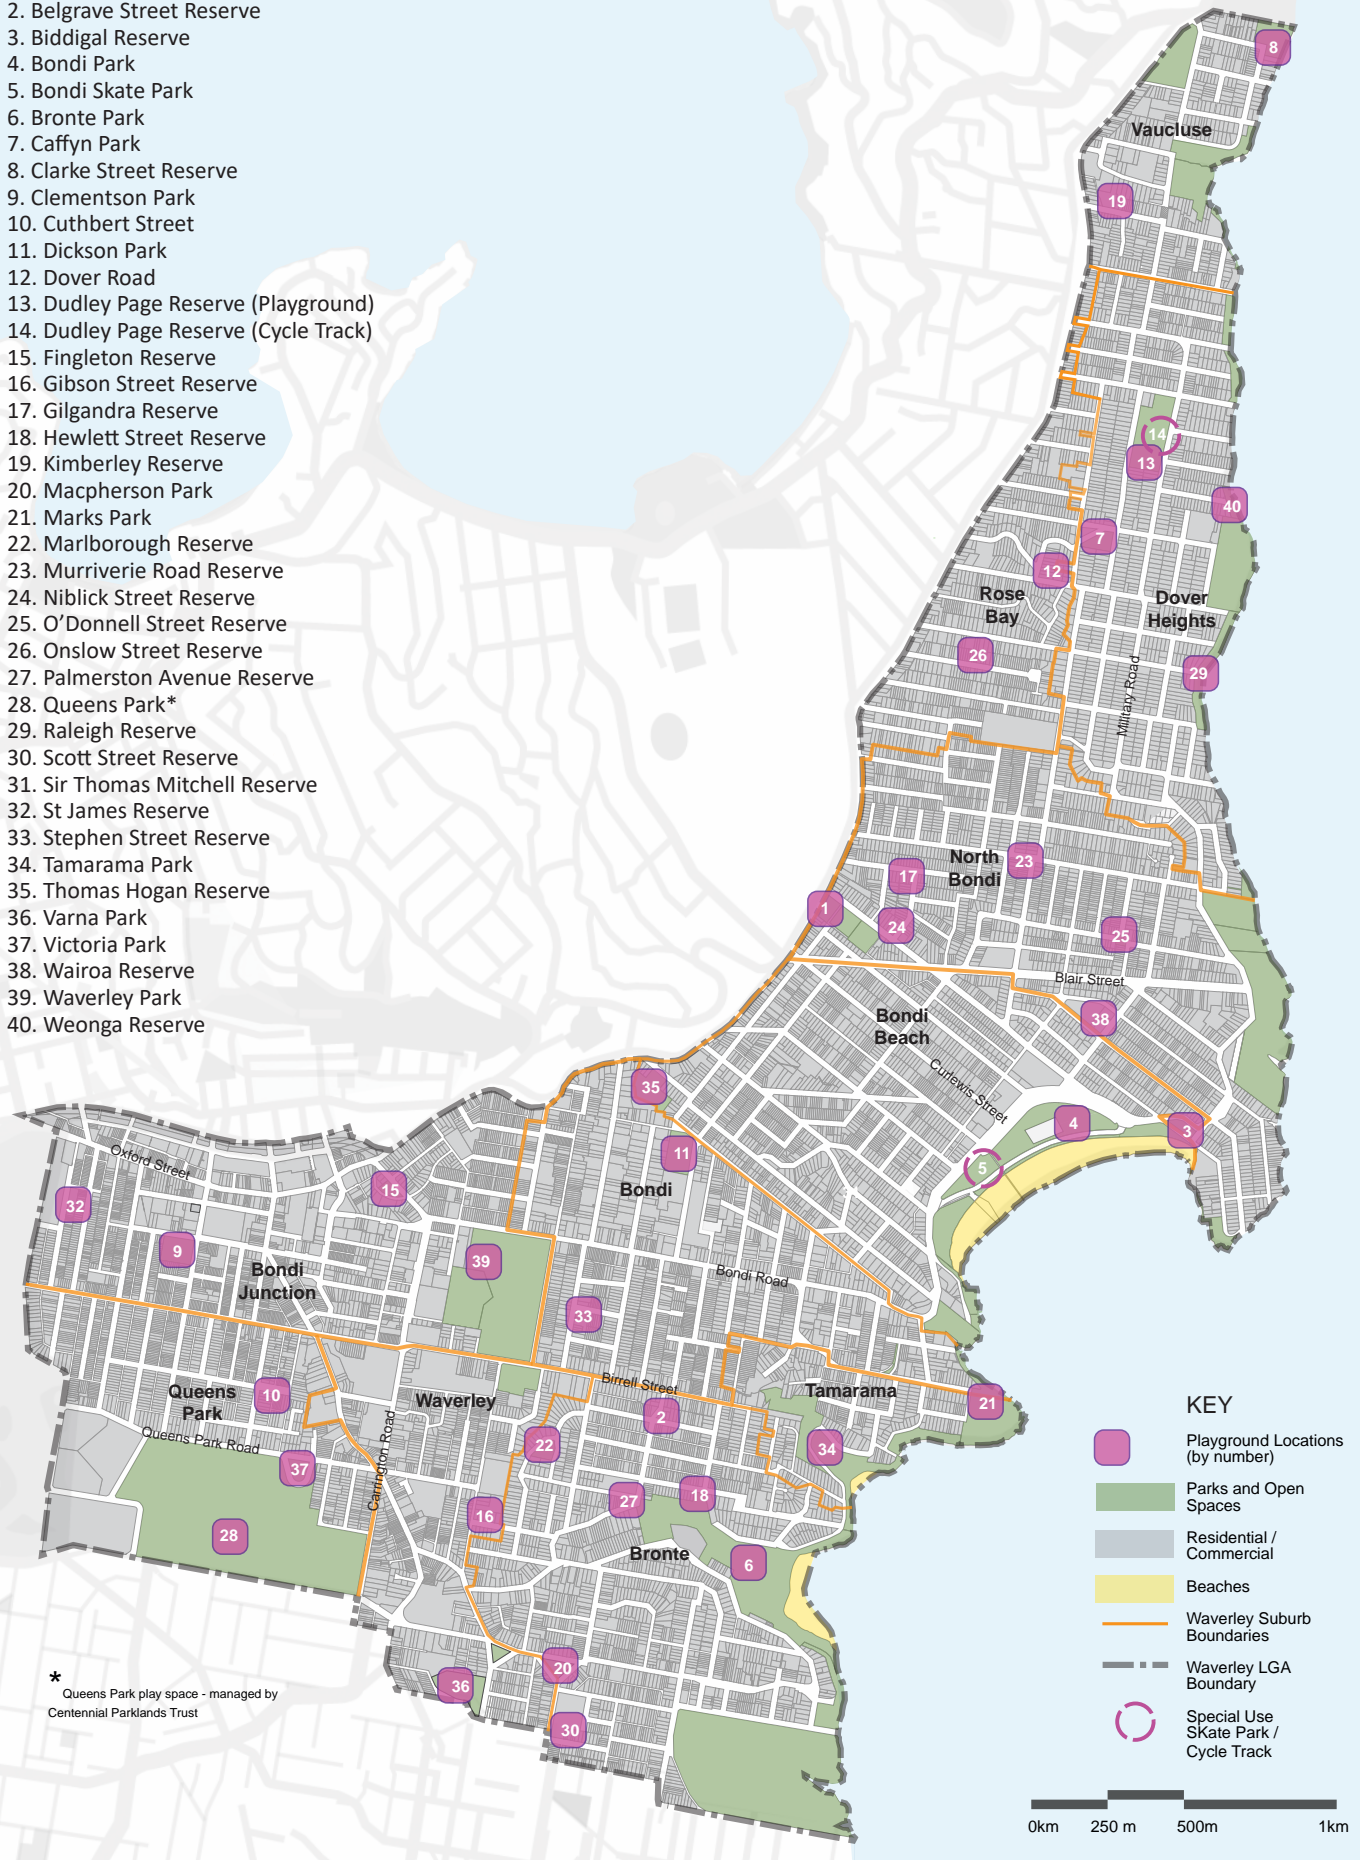 2. Belgrave Street Reserve
3. Biddigal Reserve
4. Bondi Park
5. Bondi Skate Park
6. Bronte Park
7. Caffyn Park
8. Clarke Street Reserve
9. Clementson Park
10. Cuthbert Street
11. Dickson Park
12. Dover Road
13. Dudley Page Reserve (Playground)
14. Dudley Page Reserve (Cycle Track)
15. Fingleton Reserve
16. Gibson Street Reserve
17. Gilgandra Reserve
18. Hewlett Street Reserve
19. Kimberley Reserve
20. Macpherson Park
21. Marks Park
22. Marlborough Reserve
23. Murriverie Road Reserve
24. Niblick Street Reserve
25. O’Donnell Street Reserve
26. Onslow Street Reserve
27. Palmerston Avenue Reserve
28. Queens Park*
29. Raleigh Reserve
30. Scott Street Reserve
31. Sir Thomas Mitchell Reserve
32. St James Reserve
33. Stephen Street Reserve
34. Tamarama Park
35. Thomas Hogan Reserve
36. Varna Park
37. Victoria Park
38. Wairoa Reserve
39. Waverley Park
40. Weonga Reserve
8
Vaucluse
19
14
13
40
7
12
Rose
Bay
Dover
Heights
26
29
Military Road
North
Bondi
23
17
1
24
25
Blair Street
Bondi
Beach
38
Curlewis Street
35
4
3
11
5
Oxford Street
15
Bondi
32
9
39
Bondi
Junction
Bondi Road
33
Birrell Street
Queens
Park
10
Waverley
Tamarama
21
2
22
34
Queens Park Road
Carrington Road
37
27
18
16
28
Bronte
6
20
36
30
*
Queens Park play space - managed by
Centennial Parklands Trust
KEY
Playground Locations
(by number)
Parks and Open
Spaces
Residential /
Commercial
Beaches
Waverley Suburb
Boundaries
Waverley LGA
Boundary
Special Use
SKate Park /
Cycle Track
0km
250 m
500m
1km